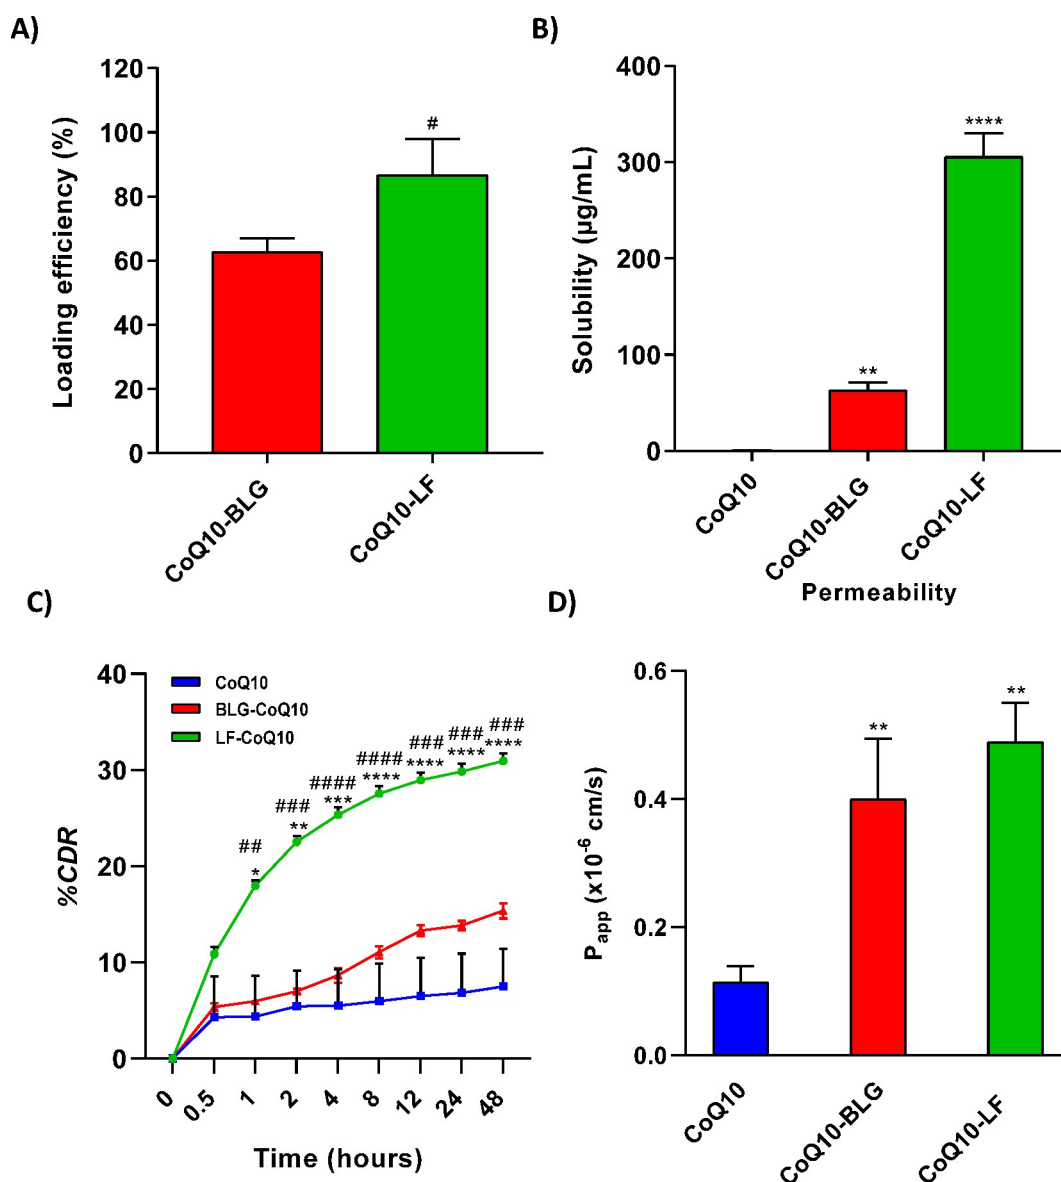 A)
120
100
80
60
40
20
0
Loading efficiency (%)
#
CoQ10-BLG
CoQ10-LF
B)
400
300
200
100
0
Solubility (µg/mL)
**
****
CoQ10
CoQ10-BLG
CoQ10-LF
C)
40
30
20
10
0
%CDR
CoQ10
BLG-CoQ10
LF-CoQ10
##
*
###
**
####
***
####
****
###
****
###
****
###
****
0
0.5
1
2
4
8
12
24
48
Time (hours)
Permeability
D)
0.6
0.4
0.2
0.0
Papp (x10-6 cm/s)
**
**
CoQ10
CoQ10-BLG
CoQ10-LF